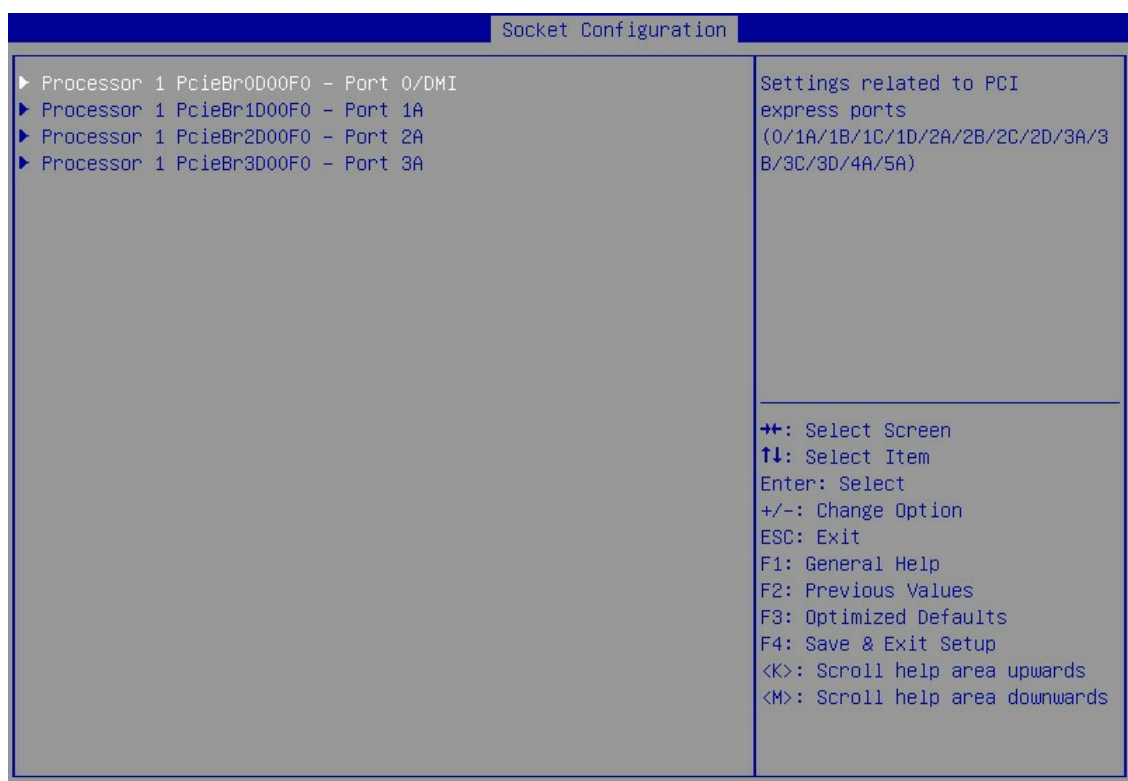 Socket Configuration
▶ Processor 1 PcieBr0D00F0 - Port 0/DMI
▶ Processor 1 PcieBr1D00F0 - Port 1A
▶ Processor 1 PcieBr2D00F0 - Port 2A
▶ Processor 1 PcieBr3D00F0 - Port 3A
Settings related to PCI
express ports
(0/1A/1B/1C/1D/2A/2B/2C/2D/3A/3
B/3C/3D/4A/5A)
→←: Select Screen
↑↓: Select Item
Enter: Select
+/-: Change Option
ESC: Exit
F1: General Help
F2: Previous Values
F3: Optimized Defaults
F4: Save & Exit Setup
<K>: Scroll help area upwards
<M>: Scroll help area downwards